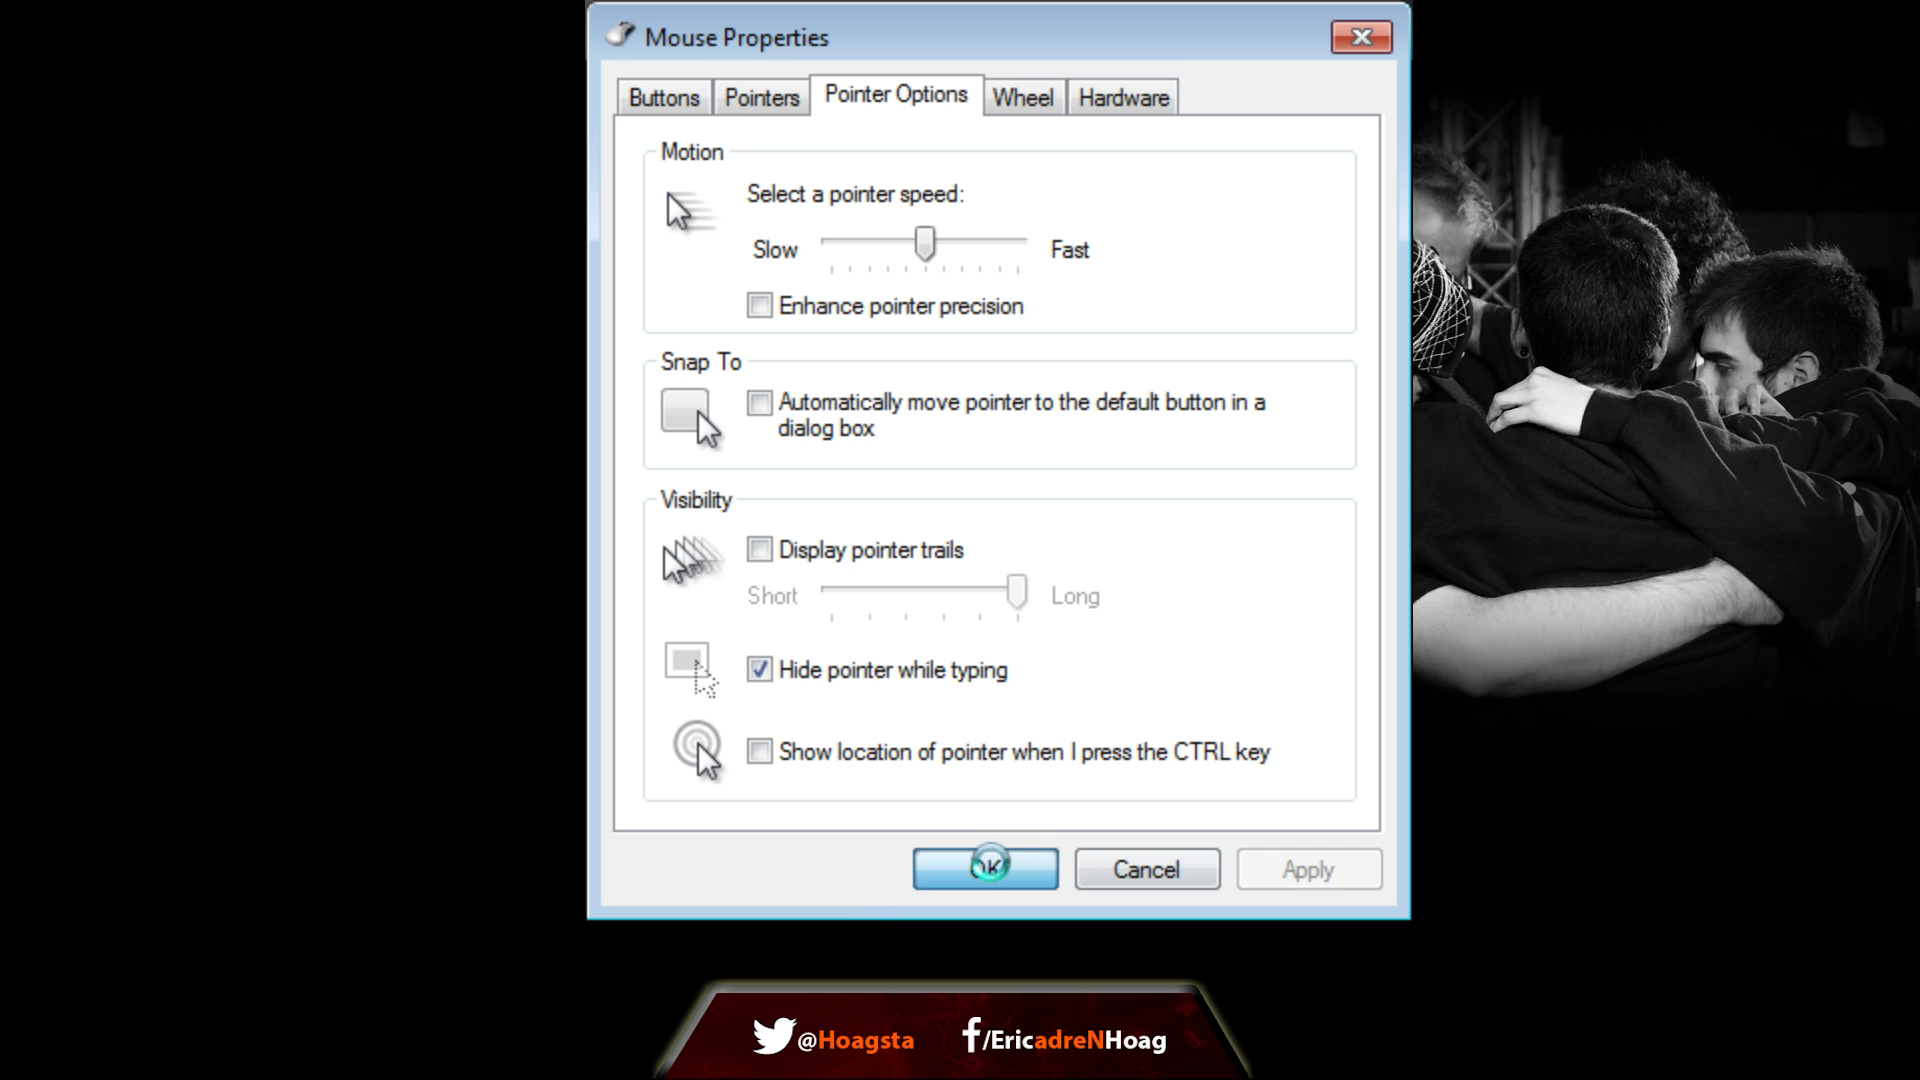 Mouse Properties
Buttons Pointers Pointer Options Wheel Hardware
Motion
Select a pointer speed:
Slow Fast
Enhance pointer precision
Snap To
Automatically move pointer to the default button in a
dialog box
Visibility
Display pointer trails
Short Long
Hide pointer while typing
Show location of pointer when I press the CTRL key
OK Cancel Apply
@Hoagsta f/EricadreNHoag